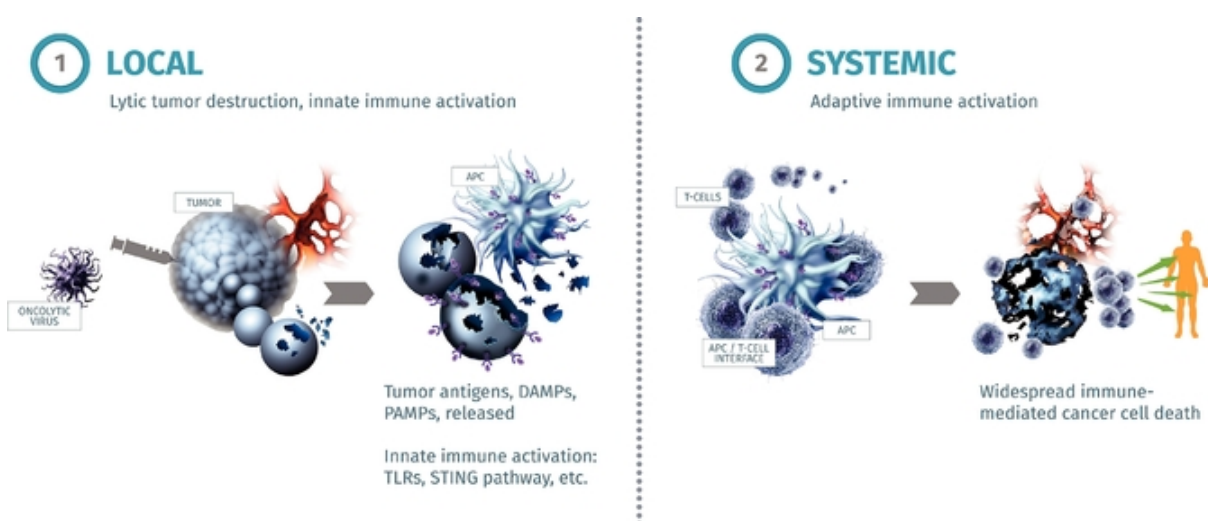 1
LOCAL
Lytic tumor destruction, innate immune activation
TUMOR
ONCOLYTIC
VIRUS
APC
Tumor antigens, DAMPs,
PAMPs, released
Innate immune activation:
TLRs, STING pathway, etc.
2
SYSTEMIC
Adaptive immune activation
T-CELLS
APC
APC / T-CELL
INTERFACE
Widespread immune-
mediated cancer cell death